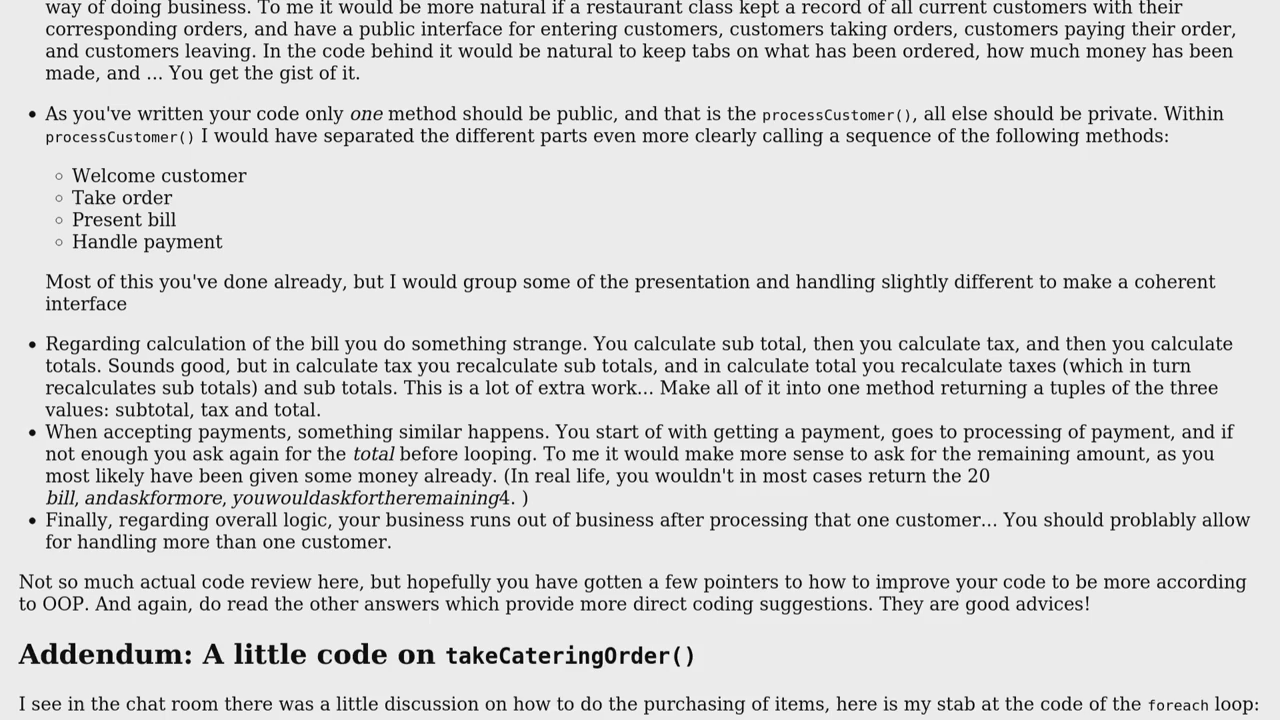 way of doing business. To me it would be more natural if a restaurant class kept a record of all current customers with their
corresponding orders, and have a public interface for entering customers, customers taking orders, customers paying their order,
and customers leaving. In the code behind it would be natural to keep tabs on what has been ordered, how much money has been
made, and ... You get the gist of it.
• As you've written your code only one method should be public, and that is the processCustomer(), all else should be private. Within
processCustomer() I would have separated the different parts even more clearly calling a sequence of the following methods:
◦ Welcome customer
◦ Take order
◦ Present bill
◦ Handle payment
Most of this you've done already, but I would group some of the presentation and handling slightly different to make a coherent
interface
• Regarding calculation of the bill you do something strange. You calculate sub total, then you calculate tax, and then you calculate
totals. Sounds good, but in calculate tax you recalculate sub totals, and in calculate total you recalculate taxes (which in turn
recalculates sub totals) and sub totals. This is a lot of extra work... Make all of it into one method returning a tuples of the three
values: subtotal, tax and total.
• When accepting payments, something similar happens. You start of with getting a payment, goes to processing of payment, and if
not enough you ask again for the total before looping. To me it would make more sense to ask for the remaining amount, as you
most likely have been given some money already. (In real life, you wouldn't in most cases return the 20
bill, andaskformore, youwouldaskfortheremaining4. )
• Finally, regarding overall logic, your business runs out of business after processing that one customer... You should problably allow
for handling more than one customer.
Not so much actual code review here, but hopefully you have gotten a few pointers to how to improve your code to be more according
to OOP. And again, do read the other answers which provide more direct coding suggestions. They are good advices!
Addendum: A little code on takeCateringOrder()
I see in the chat room there was a little discussion on how to do the purchasing of items, here is my stab at the code of the foreach loop: